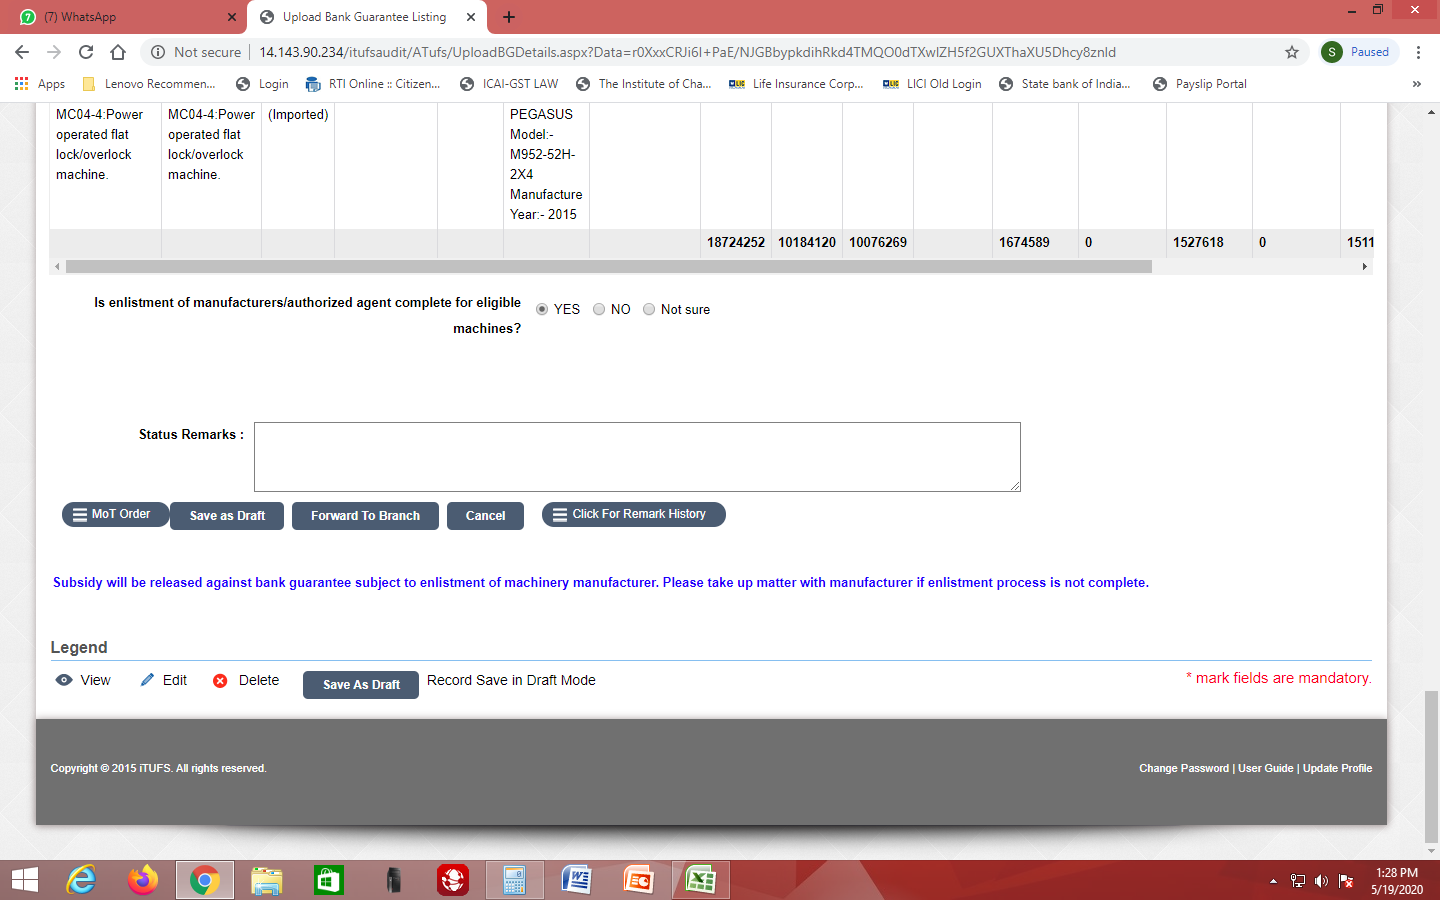 (7) WhatsApp
Upload Bank Guarantee Listing
Not secure | 14.143.90.234/itufsaudit/ATufs/UploadBGDetails.aspx?Data=r0XxxCRJi6I+PaE/NJGBbypkdihRkd4TMQO0dTXwIZH5f2GUXThaXU5Dhcy8znld
S Paused
Apps Lenovo Recommen... Login RTI Online :: Citizen... ICAI-GST LAW The Institute of Cha... Life Insurance Corp... LICI Old Login State bank of India... Payslip Portal »
MC04-4:Power operated flat lock/overlock machine.
MC04-4:Power operated flat lock/overlock machine.
(Imported)
PEGASUS
Model:-
M952-52H-
2X4
Manufacture
Year:- 2015
18724252 10184120 10076269 1674589 0 1527618 0 1511
Is enlistment of manufacturers/authorized agent complete for eligible
machines?
YES NO Not sure
Status Remarks :
MoT Order Save as Draft Forward To Branch Cancel Click For Remark History
Subsidy will be released against bank guarantee subject to enlistment of machinery manufacturer. Please take up matter with manufacturer if enlistment process is not complete.
Legend
View Edit Delete Save As Draft Record Save in Draft Mode
* mark fields are mandatory.
Copyright © 2015 iTUFS. All rights reserved.
Change Password | User Guide | Update Profile
1:28 PM
5/19/2020